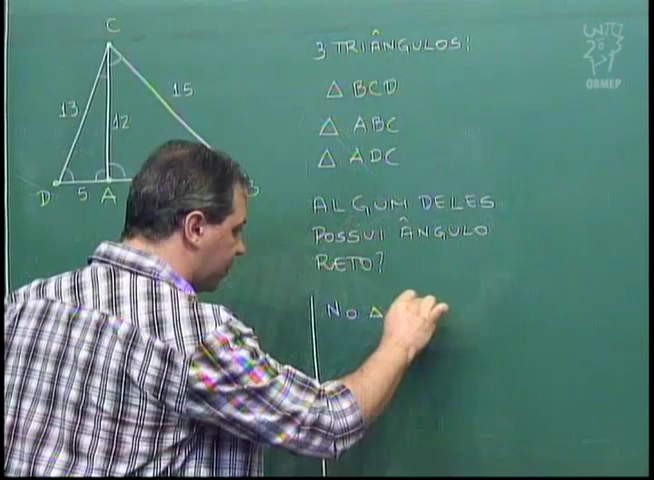 C
3 TRIÂNGULOS:
13
15
12
D
5
A
B
△ BCD
△ ABC
△ ADC
ALGUM DELES
POSSUI ÂNGULO
RETO?
NO △
OBMEP